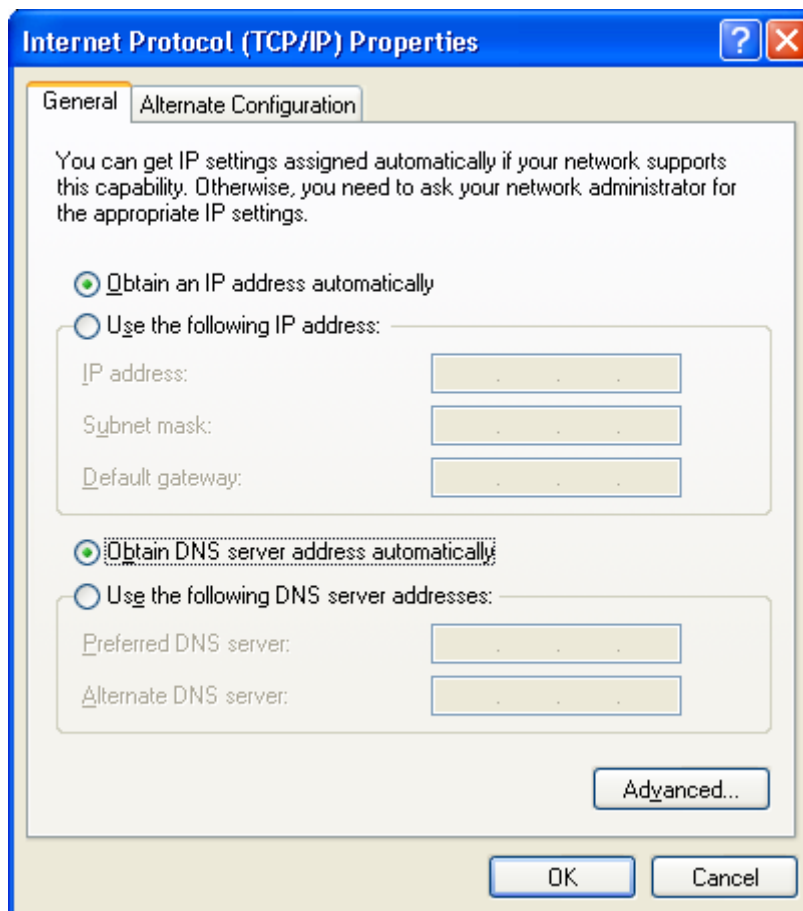 Internet Protocol (TCP/IP) Properties
General
Alternate Configuration
You can get IP settings assigned automatically if your network supports
this capability. Otherwise, you need to ask your network administrator for
the appropriate IP settings.
Obtain an IP address automatically
Use the following IP address:
IP address:
Subnet mask:
Default gateway:
Obtain DNS server address automatically
Use the following DNS server addresses:
Preferred DNS server:
Alternate DNS server:
Advanced...
OK
Cancel